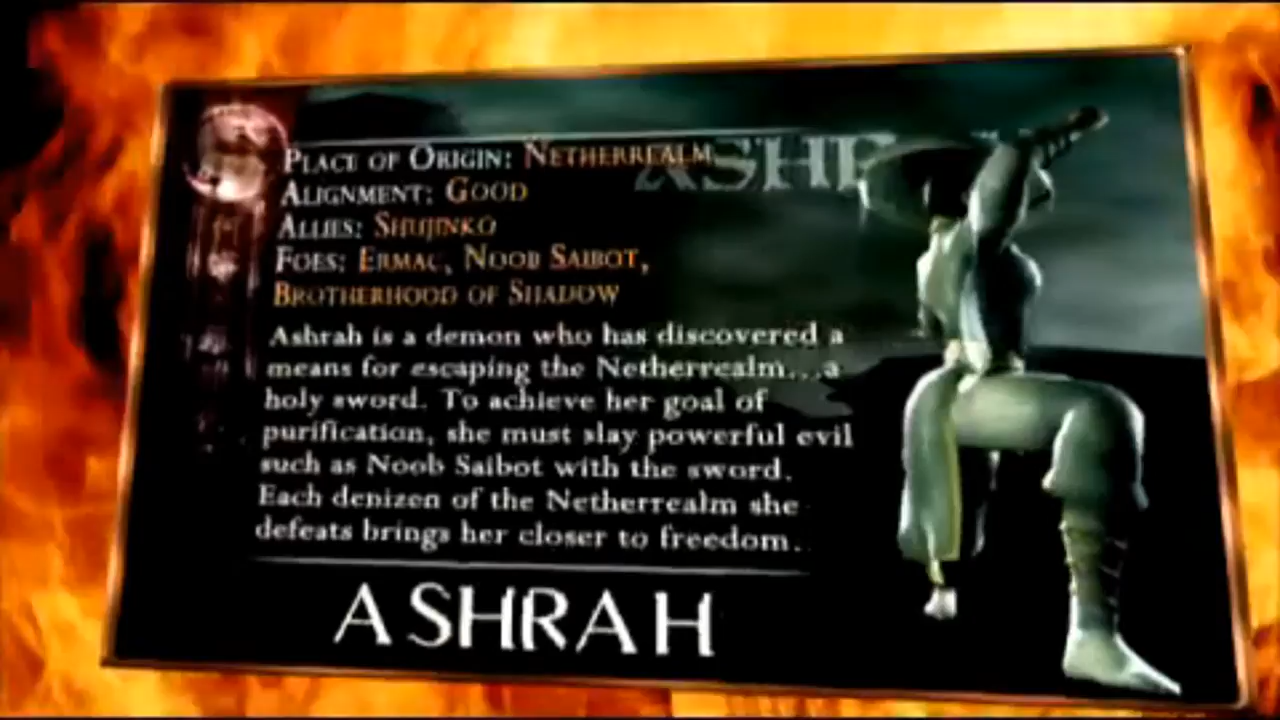 ASHR
PLACE OF ORIGIN: NETHERREALM
ALIGNMENT: GOOD
ALLIES: SHUJINKO
FOES: ERMAC, NOOB SAIBOT,
BROTHERHOOD OF SHADOW
Ashrah is a demon who has discovered a
means for escaping the Netherrealm...a
holy sword. To achieve her goal of
purification, she must slay powerful evil
such as Noob Saibot with the sword.
Each denizen of the Netherrealm she
defeats brings her closer to freedom..
ASHRAH